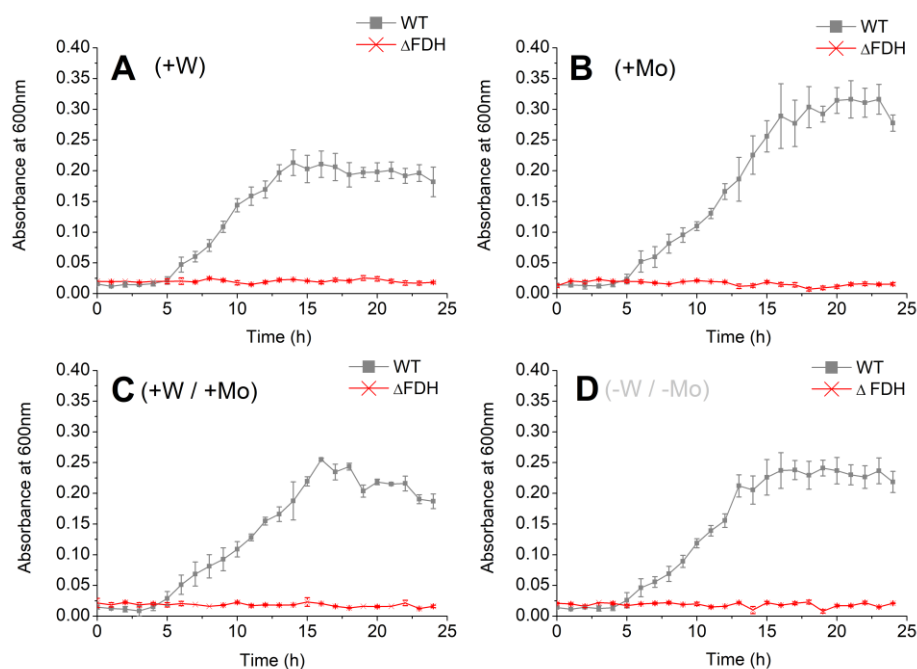 WT
ΔFDH
A (+W)
Absorbance at 600nm
0.40
0.35
0.30
0.25
0.20
0.15
0.10
0.05
0.00
0 5 10 15 20 25
Time (h)
WT
ΔFDH
B (+Mo)
Absorbance at 600nm
0.40
0.35
0.30
0.25
0.20
0.15
0.10
0.05
0.00
0 5 10 15 20 25
Time (h)
WT
ΔFDH
C (+W / +Mo)
Absorbance at 600nm
0.40
0.35
0.30
0.25
0.20
0.15
0.10
0.05
0.00
0 5 10 15 20 25
Time (h)
WT
Δ FDH
D (-W / -Mo)
Absorbance at 600nm
0.40
0.35
0.30
0.25
0.20
0.15
0.10
0.05
0.00
0 5 10 15 20 25
Time (h)